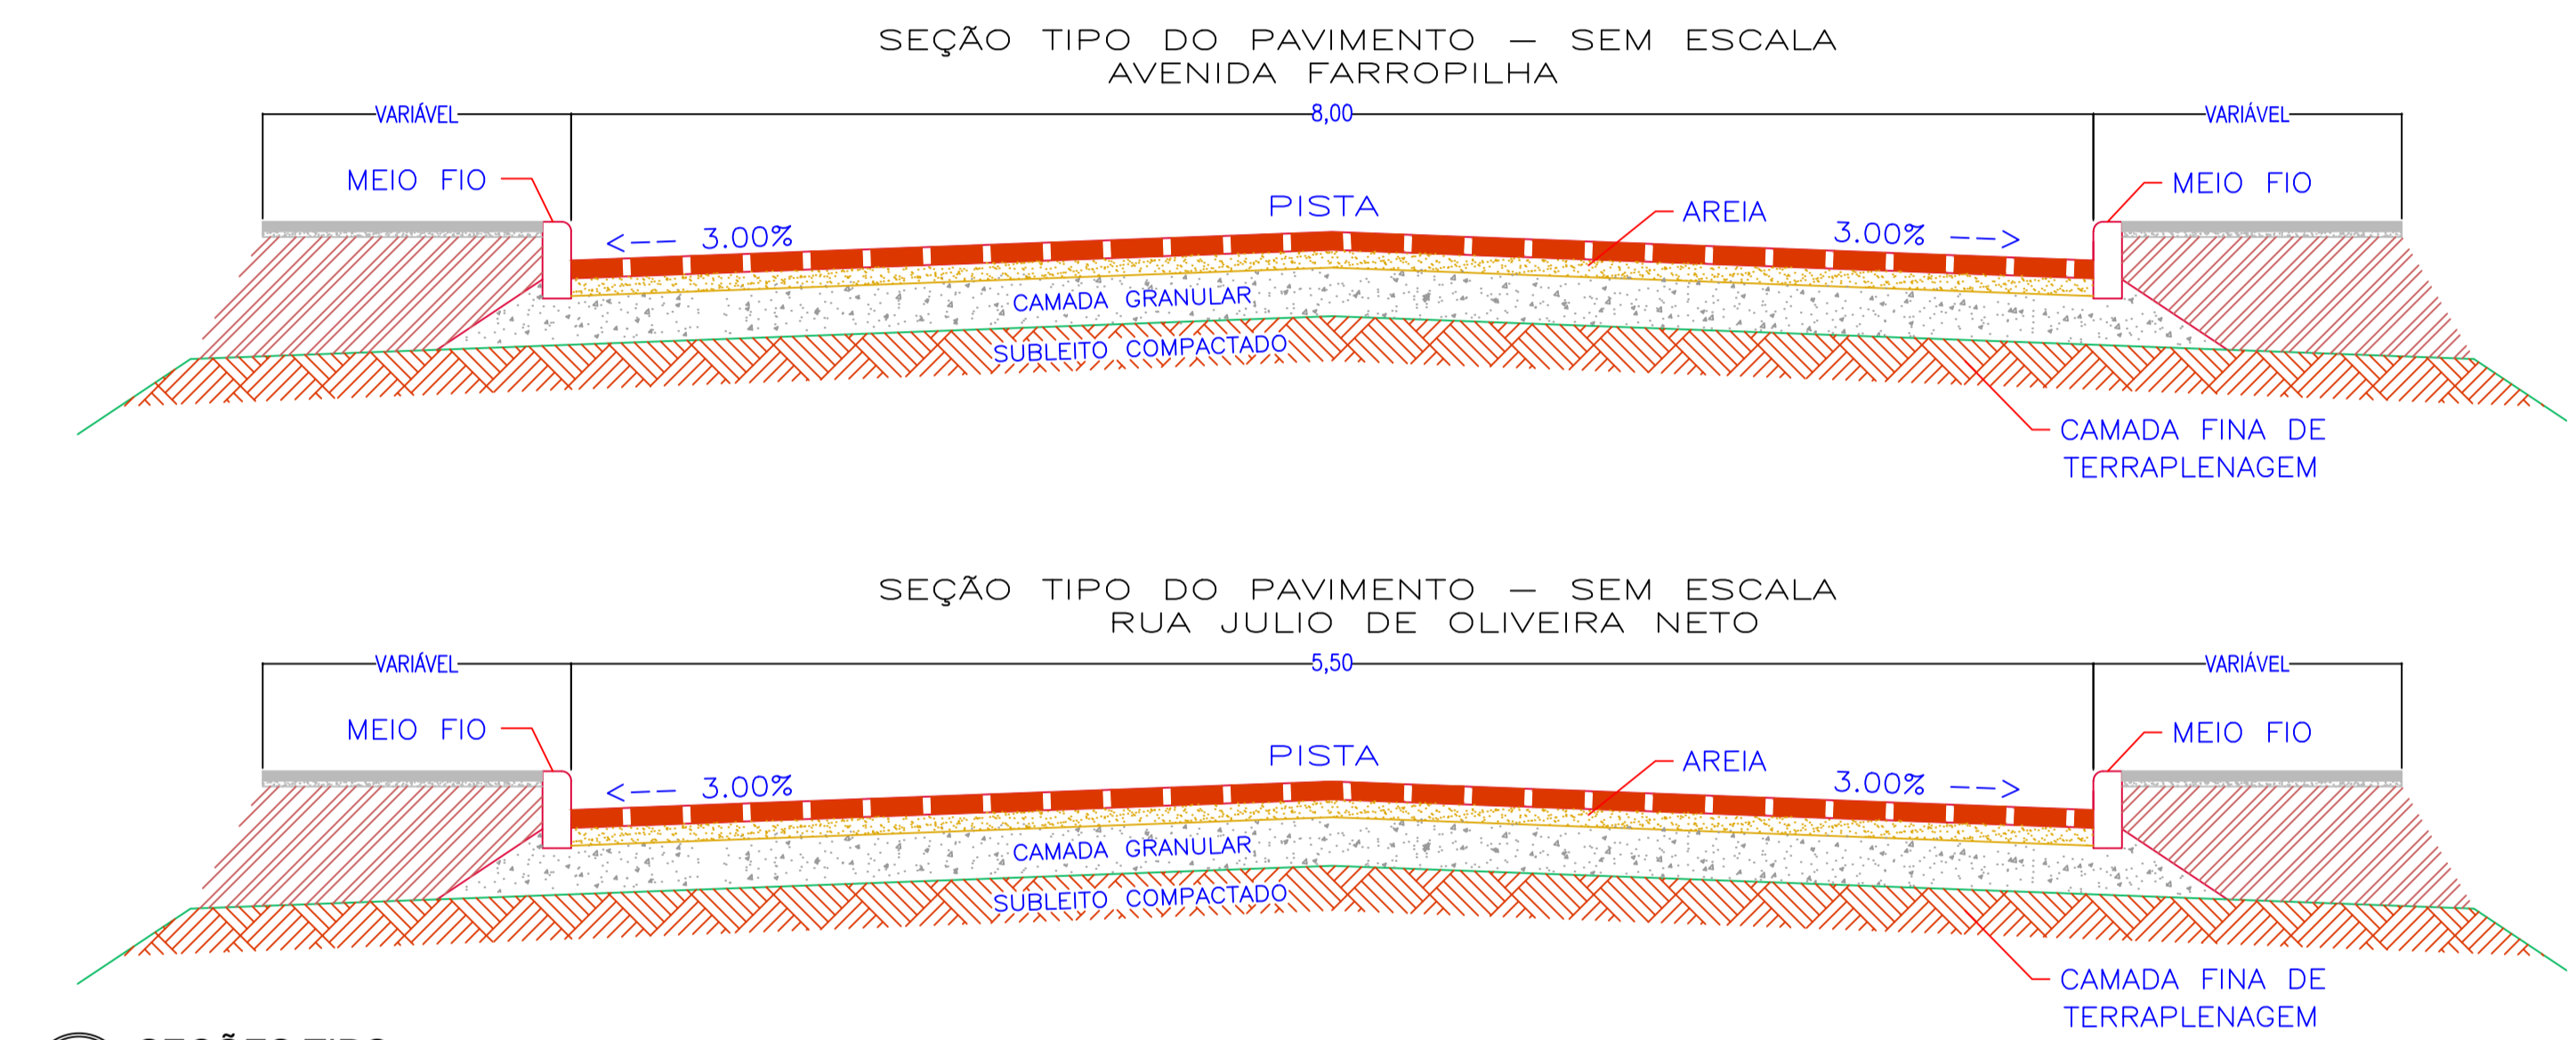 SEÇÃO TIPO DO PAVIMENTO — SEM ESCALA
AVENIDA FARROPILHA
VARIÁVEL 8,00 VARIÁVEL
MEIO FIO
MEIO FIO
PISTA
AREIA
<-- 3.00%
3.00% -->
CAMADA GRANULAR
SUBLEITO COMPACTADO
CAMADA FINA DE
TERRAPLENAGEM
SEÇÃO TIPO DO PAVIMENTO — SEM ESCALA
RUA JULIO DE OLIVEIRA NETO
VARIÁVEL 5,50 VARIÁVEL
MEIO FIO
MEIO FIO
PISTA
AREIA
<-- 3.00%
3.00% -->
CAMADA GRANULAR
SUBLEITO COMPACTADO
CAMADA FINA DE
TERRAPLENAGEM